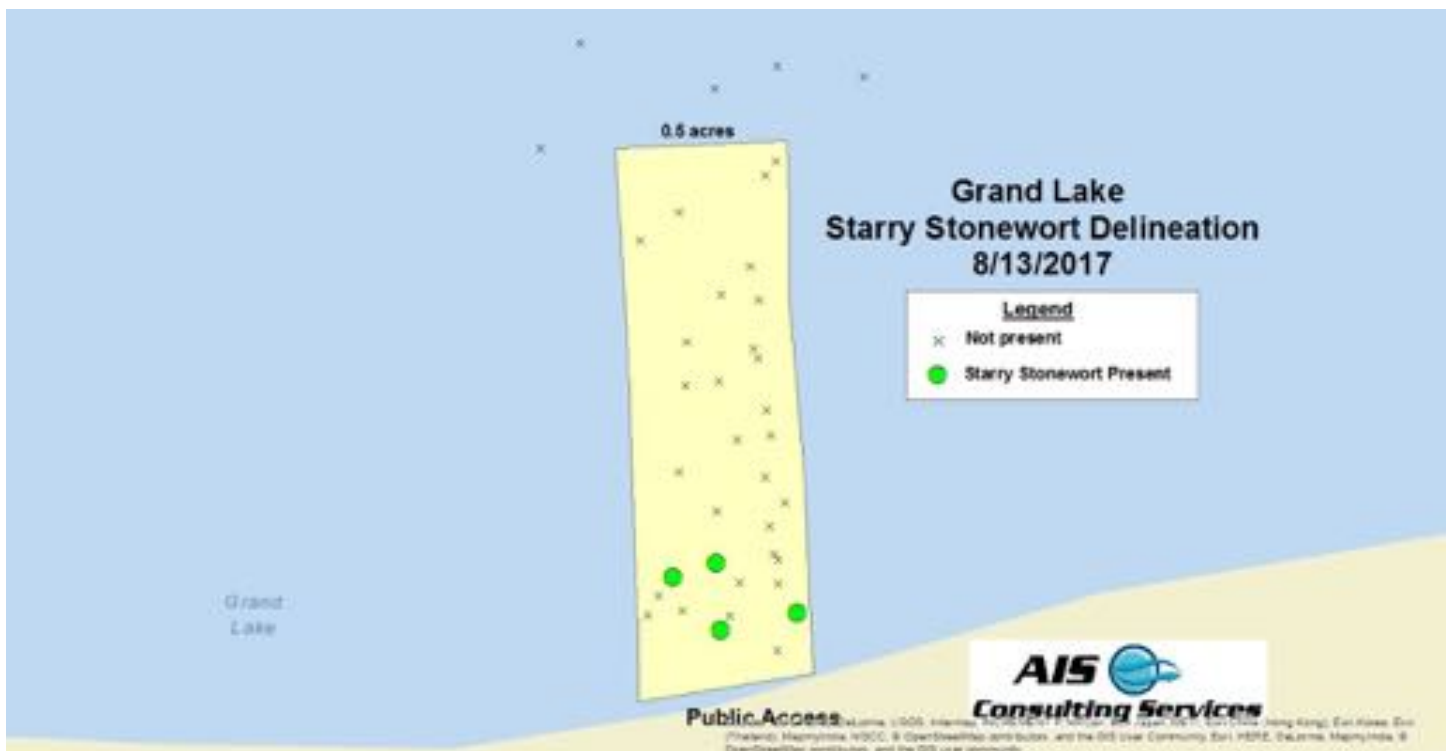 0.5 acres
Grand Lake
Starry Stonewort Delineation
8/13/2017
Legend
Not present
Starry Stonewort Present
Grand
Lake
AIS
Consulting Services
Public Access